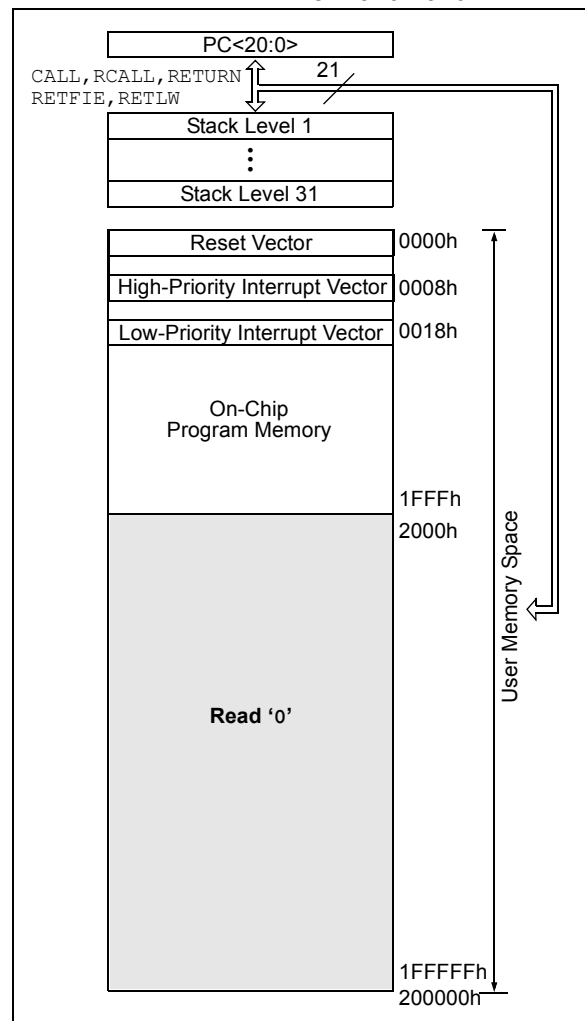 PC<20:0>
CALL,RCALL,RETURN
RETFIE,RETLW
21
Stack Level 1
Stack Level 31
Reset Vector
0000h
High-Priority Interrupt Vector
0008h
Low-Priority Interrupt Vector
0018h
On-Chip
Program Memory
1FFFh
2000h
User Memory Space
Read ‘0’
1FFFFFh
200000h